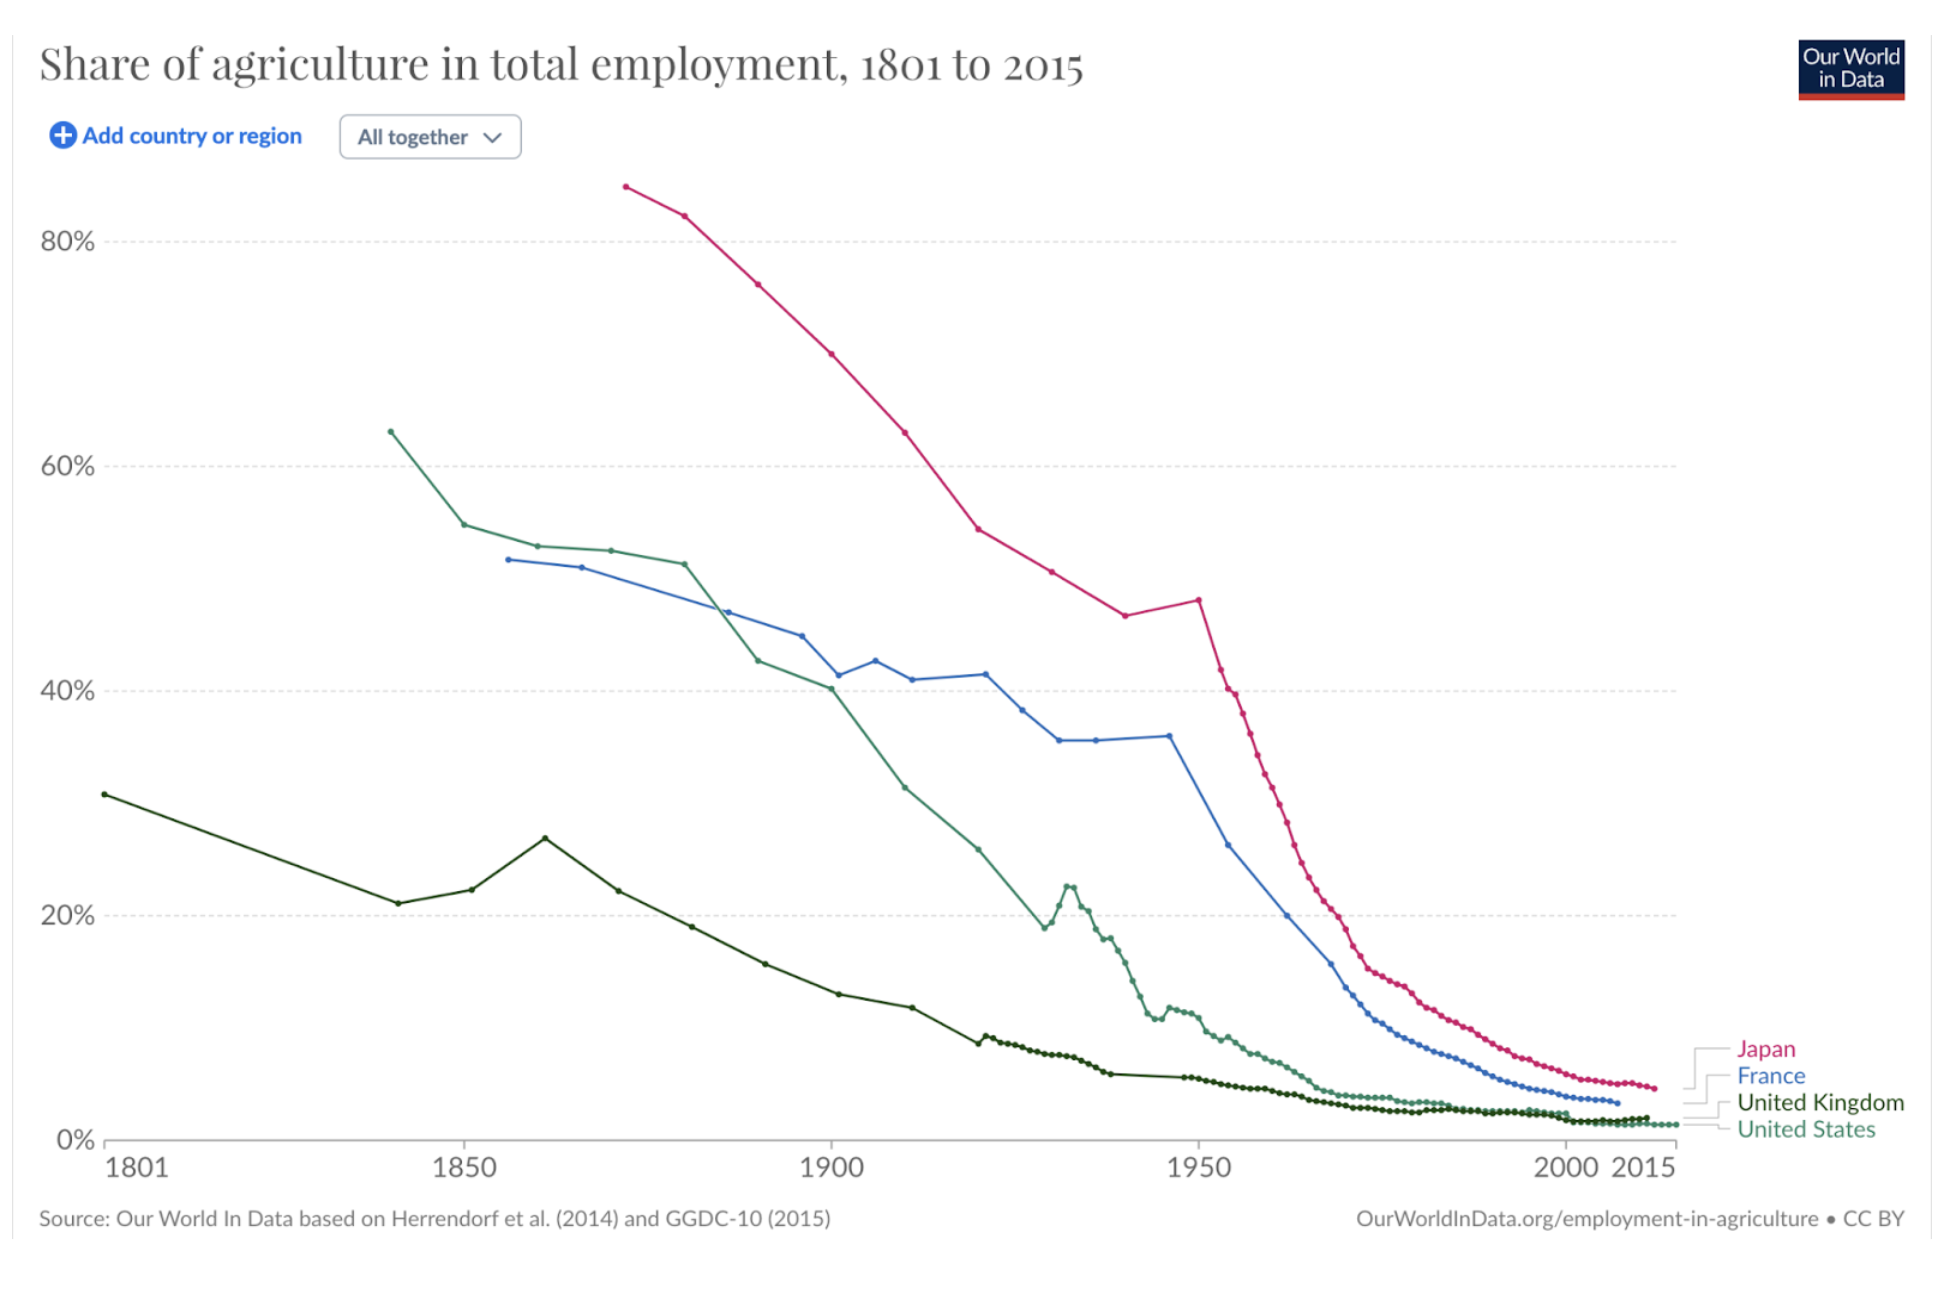 Share of agriculture in total employment, 1801 to 2015
Our World
in Data
Add country or region
All together
80%
60%
40%
20%
0%
1801
1850
1900
1950
2000
2015
Japan
France
United Kingdom
United States
Source: Our World In Data based on Herrendorf et al. (2014) and GGDC-10 (2015)
OurWorldInData.org/employment-in-agriculture • CC BY